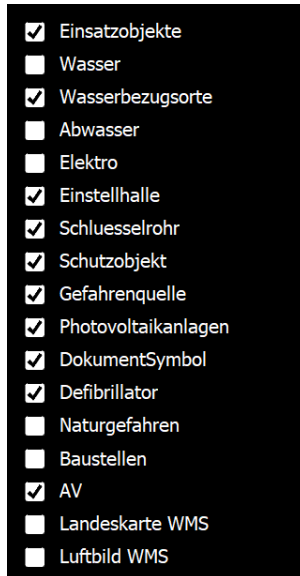 Einsatzobjekte
Wasser
Wasserbezugsorte
Abwasser
Elektro
Einstellhalle
Schluesselrohr
Schutzobjekt
Gefahrenquelle
Photovoltaikanlagen
DokumentSymbol
Defibrillator
Naturgefahren
Baustellen
AV
Landeskarte WMS
Luftbild WMS